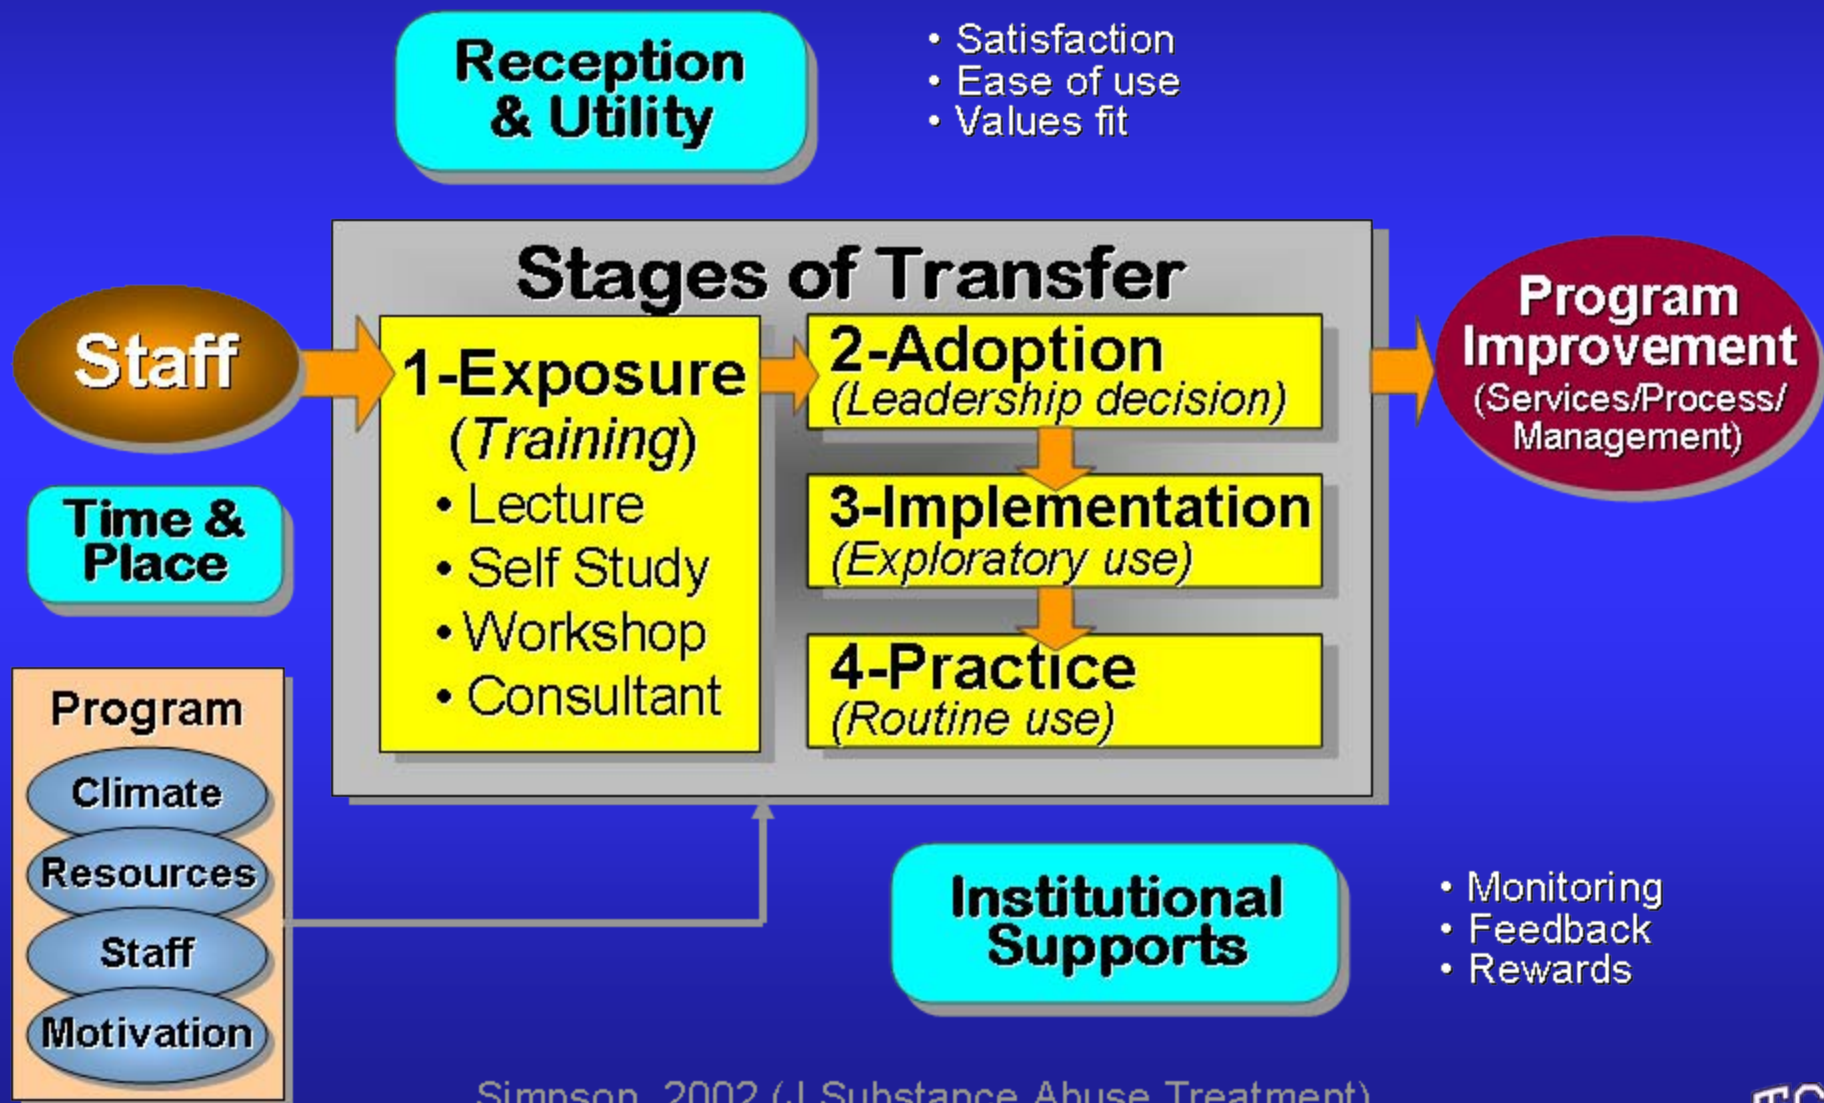 Reception
& Utility
• Satisfaction
• Ease of use
• Values fit
Stages of Transfer
Staff
1-Exposure
(Training)
• Lecture
• Self Study
• Workshop
• Consultant
2-Adoption
(Leadership decision)
3-Implementation
(Exploratory use)
4-Practice
(Routine use)
Program
Improvement
(Services/Process/
Management)
Time &
Place
Program
Climate
Resources
Staff
Motivation
Institutional
Supports
• Monitoring
• Feedback
• Rewards
Simpson, 2002 (J Substance Abuse Treatment)